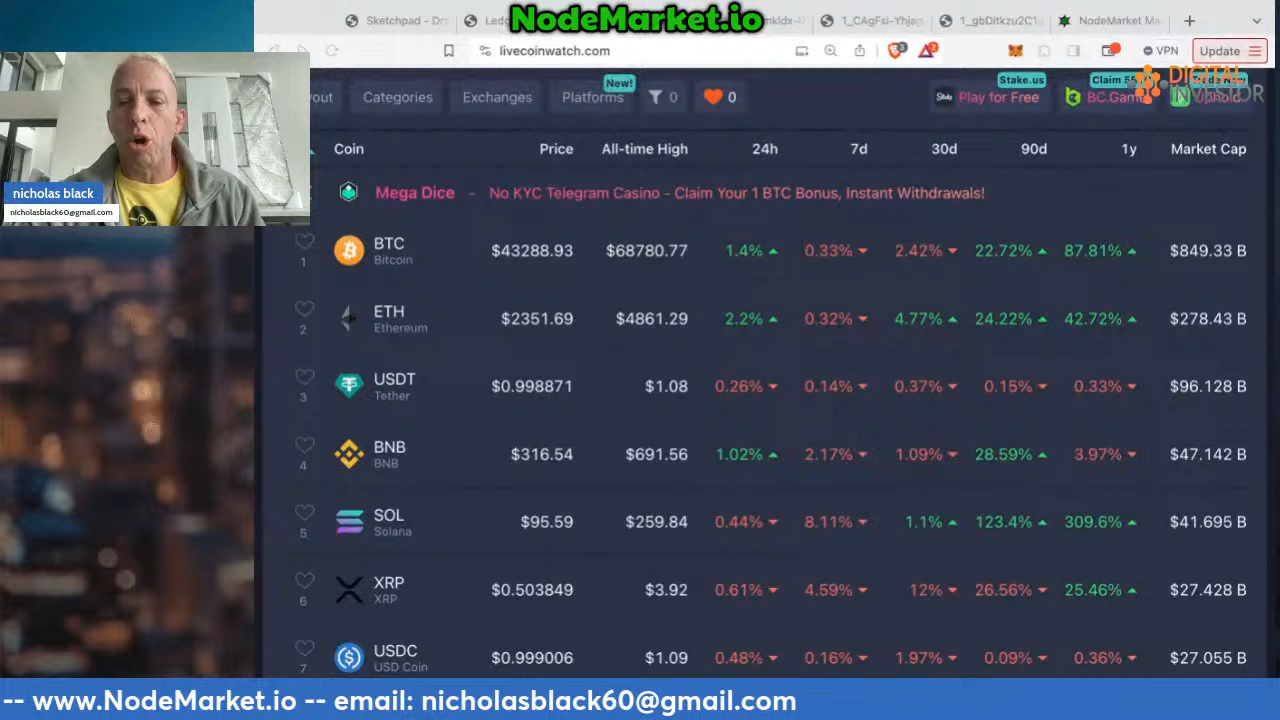 NodeMarket.io
Sketchpad - Dr
Ledg
1_CAgFsi-Yhjap
1_gbDitkzu2C1
NodeMarket Ma
livecoinwatch.com
3
2
VPN
Update
Categories
Exchanges
Platforms
New!
0
0
Stake.us
Play for Free
BC.Game
DIGITAL
INVESTOR
nicholas black
nicholasblack60@gmail.com
Coin Price All-time High 24h 7d 30d 90d 1y Market Cap
Mega Dice - No KYC Telegram Casino - Claim Your 1 BTC Bonus, Instant Withdrawals!
1 BTC $43288.93 $68780.77 1.4% 0.33% 2.42% 22.72% 87.81% $849.33 B
Bitcoin
2 ETH $2351.69 $4861.29 2.2% 0.32% 4.77% 24.22% 42.72% $278.43 B
Ethereum
3 USDT $0.998871 $1.08 0.26% 0.14% 0.37% 0.15% 0.33% $96.128 B
Tether
4 BNB $316.54 $691.56 1.02% 2.17% 1.09% 28.59% 3.97% $47.142 B
BNB
5 SOL $95.59 $259.84 0.44% 8.11% 1.1% 123.4% 309.6% $41.695 B
Solana
6 XRP $0.503849 $3.92 0.61% 4.59% 12% 26.56% 25.46% $27.428 B
XRP
7 USDC $0.999006 $1.09 0.48% 0.16% 1.97% 0.09% 0.36% $27.055 B
USD Coin
-- www.NodeMarket.io -- email: nicholasblack60@gmail.com